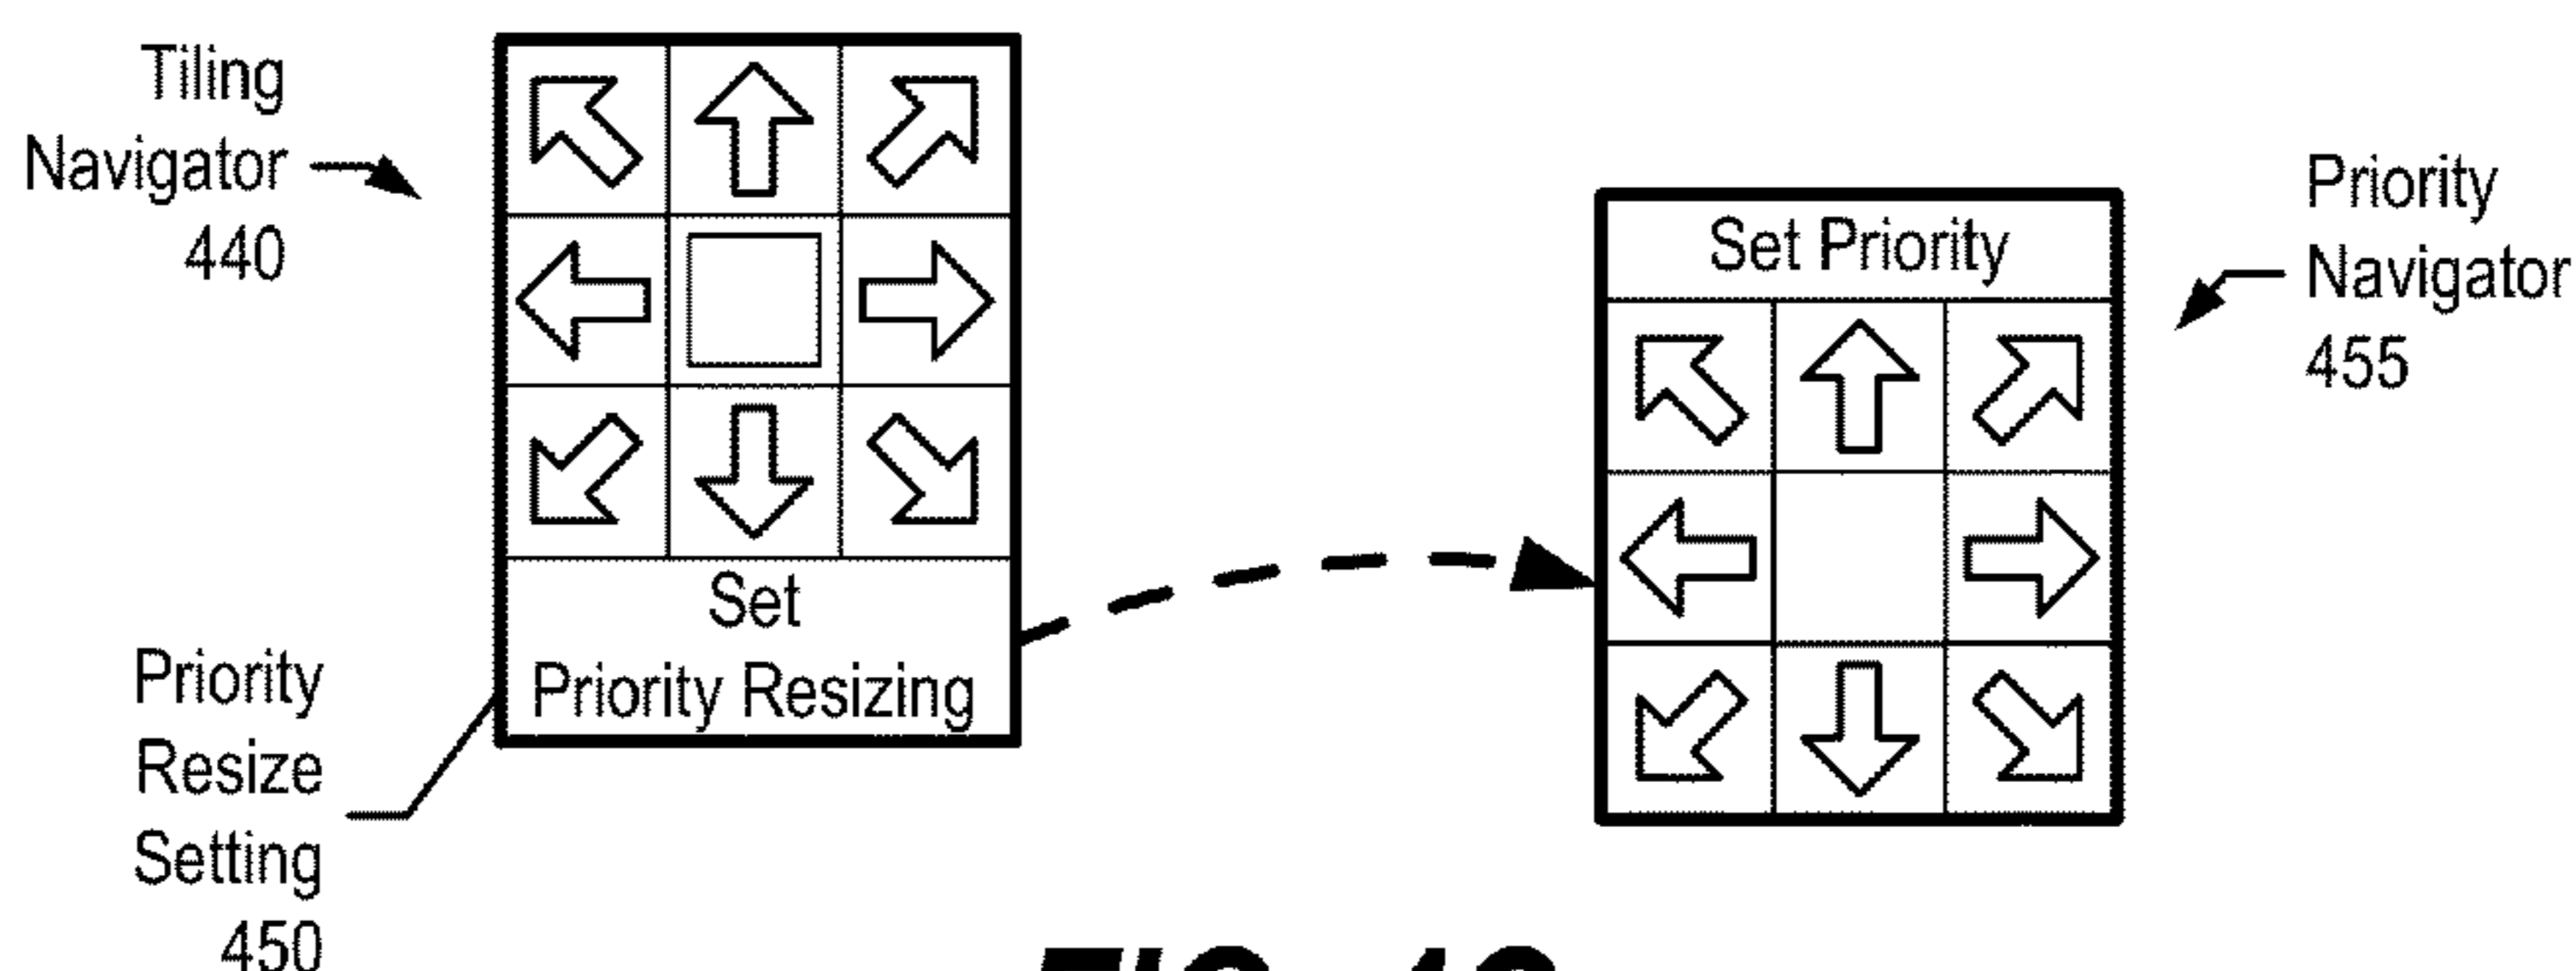 Tiling
Navigator
440
Set
Priority Resizing
Priority
Resize
Setting
450
Set Priority
Priority
Navigator
455